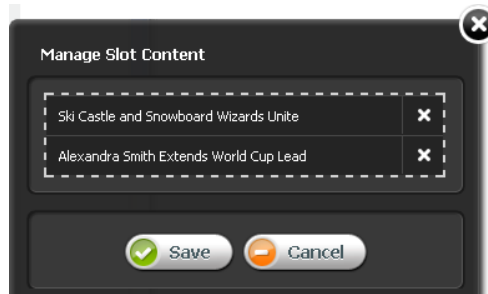 Manage Slot Content
Ski Castle and Snowboard Wizards Unite
Alexandra Smith Extends World Cup Lead
Save Cancel